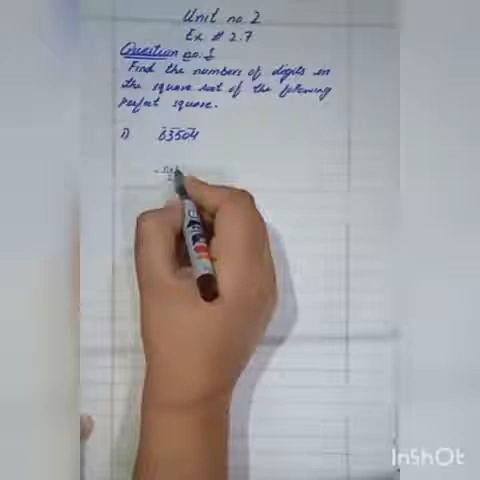 Unit no. 2
Ex # 2.7
Question no. 1
Find the numbers of digits in
the square root of the following
perfect square.
i) 63504
InShOt